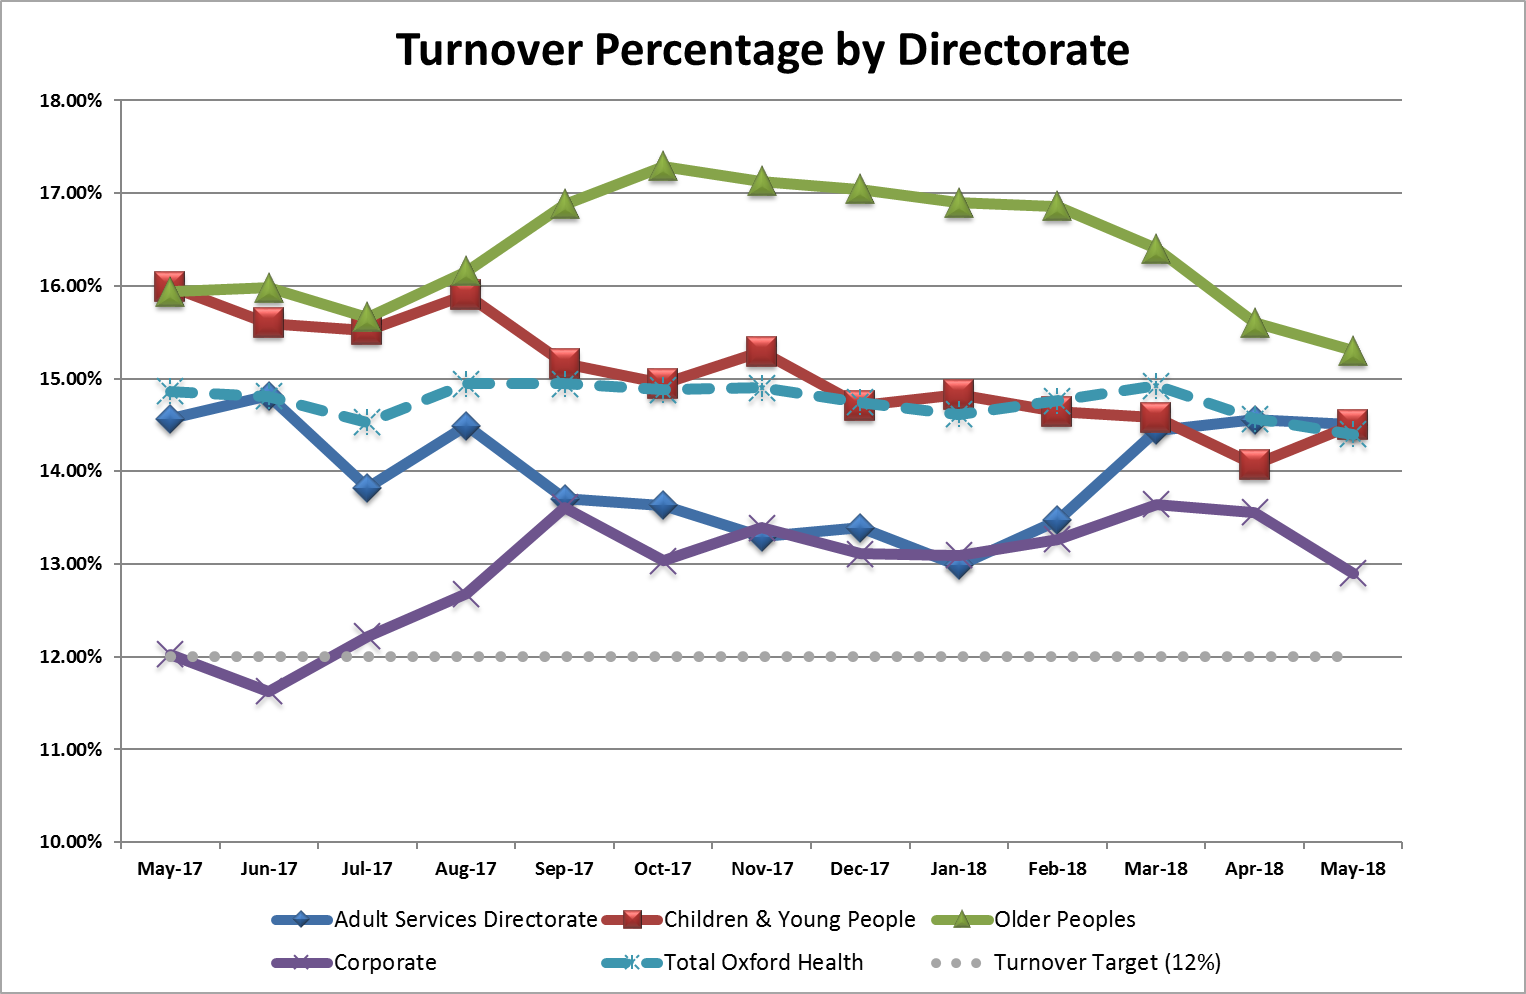 Turnover Percentage by Directorate
18.00%
17.00%
16.00%
15.00%
14.00%
13.00%
12.00%
11.00%
10.00%
May-17 Jun-17 Jul-17 Aug-17 Sep-17 Oct-17 Nov-17 Dec-17 Jan-18 Feb-18 Mar-18 Apr-18 May-18
Adult Services Directorate Children & Young People Older Peoples
Corporate Total Oxford Health Turnover Target (12%)